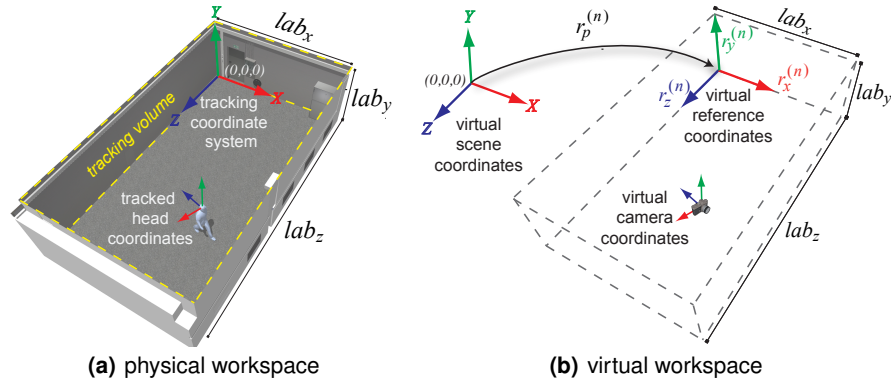 Y
lab_x
(0,0,0)
X
Z
tracking
coordinate
system
tracking volume
lab_y
tracked
head
coordinates
lab_z
(a) physical workspace
Y
r_p^(n)
(0,0,0)
X
Z
virtual
scene
coordinates
lab_x
r_y^(n)
r_x^(n)
r_z^(n)
virtual
reference
coordinates
lab_y
virtual
camera
coordinates
lab_z
(b) virtual workspace